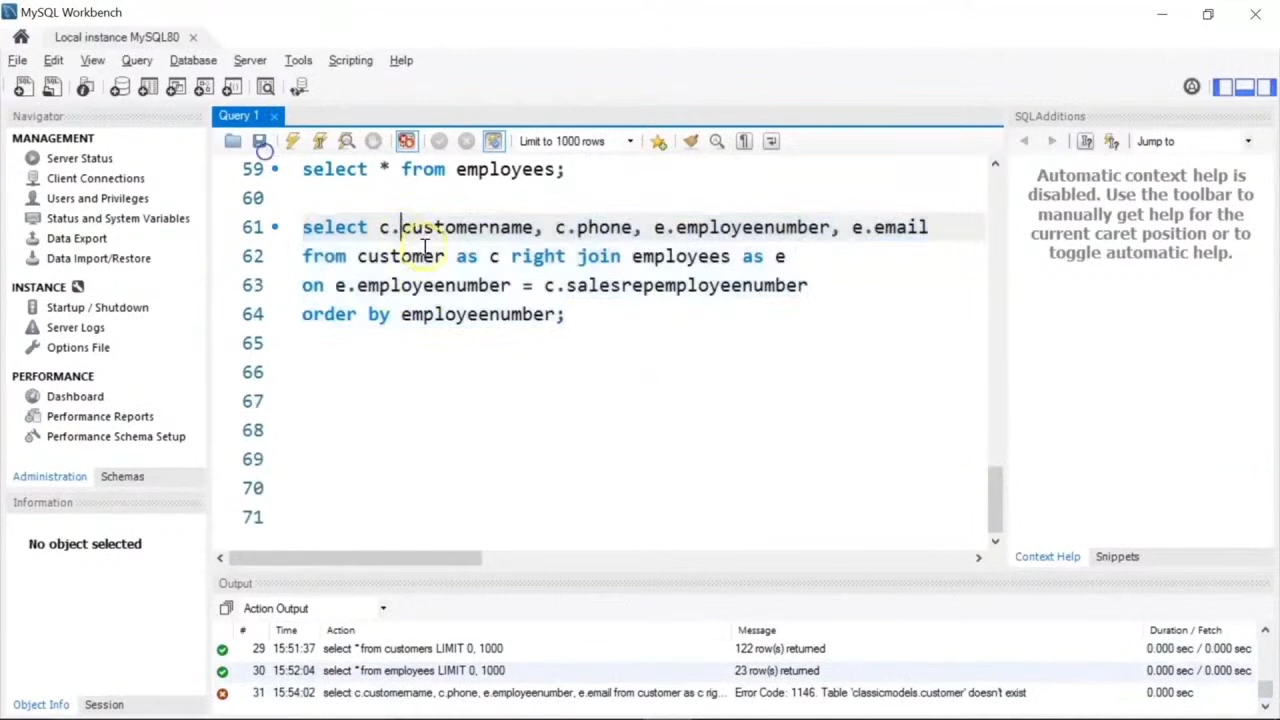 MySQL Workbench
Local instance MySQL80
File Edit View Query Database Server Tools Scripting Help
Navigator
MANAGEMENT
Server Status
Client Connections
Users and Privileges
Status and System Variables
Data Export
Data Import/Restore
INSTANCE
Startup / Shutdown
Server Logs
Options File
PERFORMANCE
Dashboard
Performance Reports
Performance Schema Setup
Administration Schemas
Information
No object selected
Object Info Session
Query 1
Limit to 1000 rows
59 select * from employees;
60
61 select c.customername, c.phone, e.employeenumber, e.email
62 from customer as c right join employees as e
63 on e.employeenumber = c.salesrepemployeenumber
64 order by employeenumber;
65
66
67
68
69
70
71
SQLAdditions
Jump to
Automatic context help is
disabled. Use the toolbar to
manually get help for the
current caret position or to
toggle automatic help.
Context Help Snippets
Output
Action Output
# Time Action Message Duration / Fetch
29 15:51:37 select * from customers LIMIT 0, 1000 122 row(s) returned 0.000 sec / 0.000 sec
30 15:52:04 select * from employees LIMIT 0, 1000 23 row(s) returned 0.000 sec / 0.000 sec
31 15:54:02 select c.customername, c.phone, e.employeenumber, e.email from customer as c rig... Error Code: 1146. Table 'classicmodels.customer' doesn't exist 0.000 sec